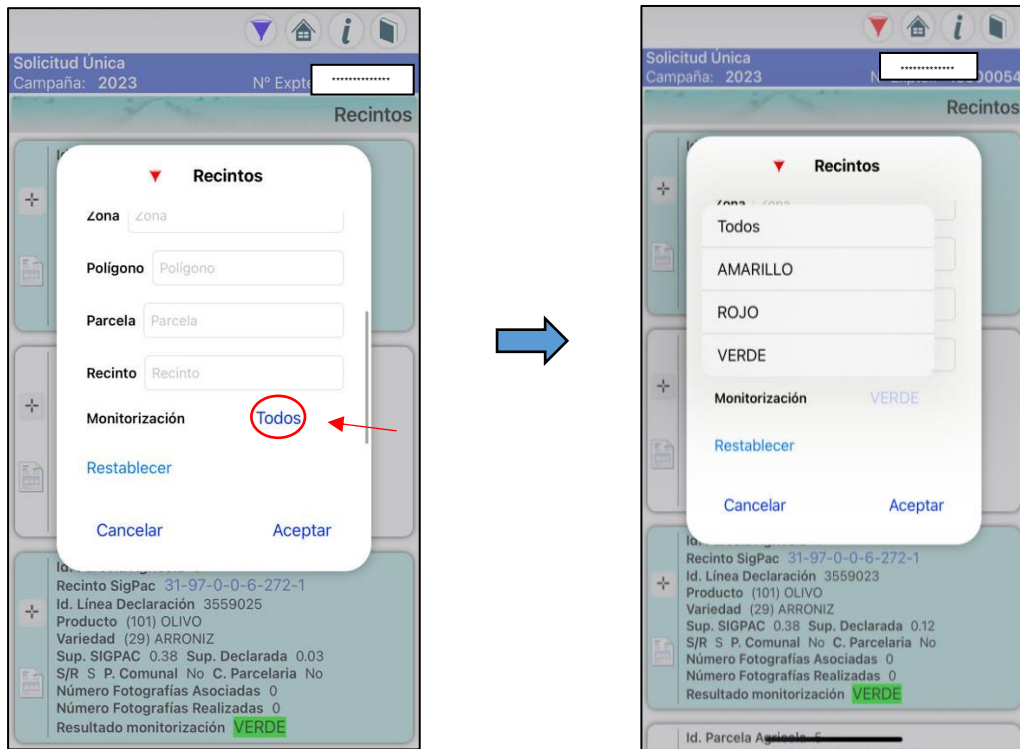 Solicitud Única
Campaña: 2023 Nº Expte **************
Recintos
Recintos
Zona Zona
Polígono Polígono
Parcela Parcela
Recinto Recinto
Monitorización Todos
Restablecer
Cancelar Aceptar
Recinto SigPac 31-97-0-0-6-272-1
Id. Línea Declaración 3559025
Producto (101) OLIVO
Variedad (29) ARRONIZ
Sup. SIGPAC 0.38 Sup. Declarada 0.03
S/R S P. Comunal No C. Parcelaria No
Número Fotografías Asociadas 0
Número Fotografías Realizadas 0
Resultado monitorización VERDE
Solicitud Única
Campaña: 2023 *************
Recintos
Recintos
Zona Zona
Todos
AMARILLO
ROJO
VERDE
Monitorización VERDE
Restablecer
Cancelar Aceptar
Recinto SigPac 31-97-0-0-6-272-1
Id. Línea Declaración 3559023
Producto (101) OLIVO
Variedad (29) ARRONIZ
Sup. SIGPAC 0.38 Sup. Declarada 0.12
S/R S P. Comunal No C. Parcelaria No
Número Fotografías Asociadas 0
Número Fotografías Realizadas 0
Resultado monitorización VERDE
Id. Parcela Agrícola 5